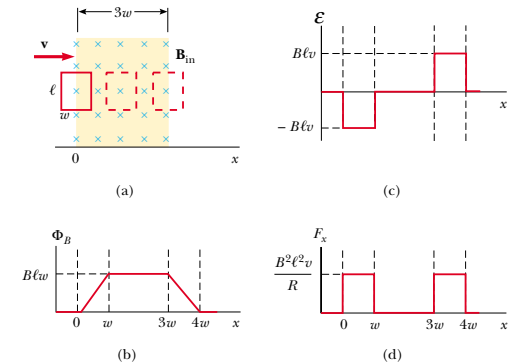 3w
v
B_in
ℓ
w
0
x
(a)
Φ_B
Bℓw
0
w
3w
4w
x
(b)
ℰ
Bℓv
x
− Bℓv
(c)
F_x
B²ℓ²v
R
0
w
3w
4w
x
(d)